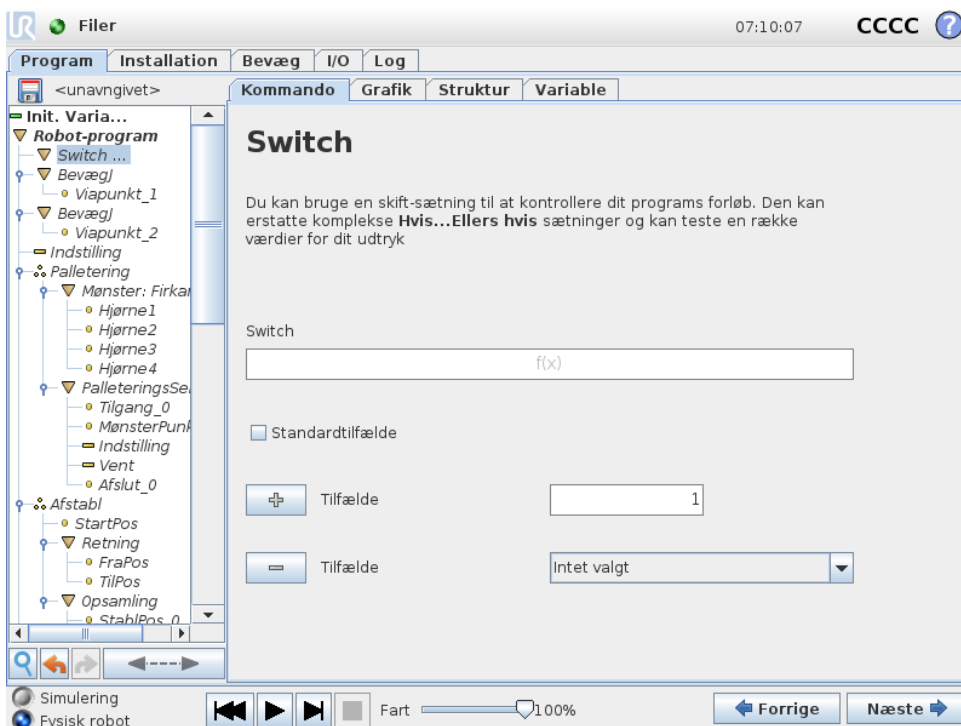 UR Filer 07:10:07 CCCC ?
Program Installation Bevæg I/O Log
<unavngivet>
Kommando Grafik Struktur Variable
Init. Varia...
Robot-program
Switch ...
BevægJ
Viapunkt_1
BevægJ
Viapunkt_2
Indstilling
Palletering
Mønster: Firkan
Hjørne1
Hjørne2
Hjørne3
Hjørne4
PalleteringsSe
Tilgang_0
MønsterPunk
Indstilling
Vent
Afslut_0
Afstabl
StartPos
Retning
FraPos
TilPos
Opsamling
StablPos_0
Switch
Du kan bruge en skift-sætning til at kontrollere dit programs forløb. Den kan
erstatte komplekse Hvis...Ellers hvis sætninger og kan teste en række
værdier for dit udtryk
Switch
f(x)
Standardtilfælde
Tilfælde 1
Tilfælde Intet valgt
Simulering
Fysisk robot
Fart 100%
Forrige Næste